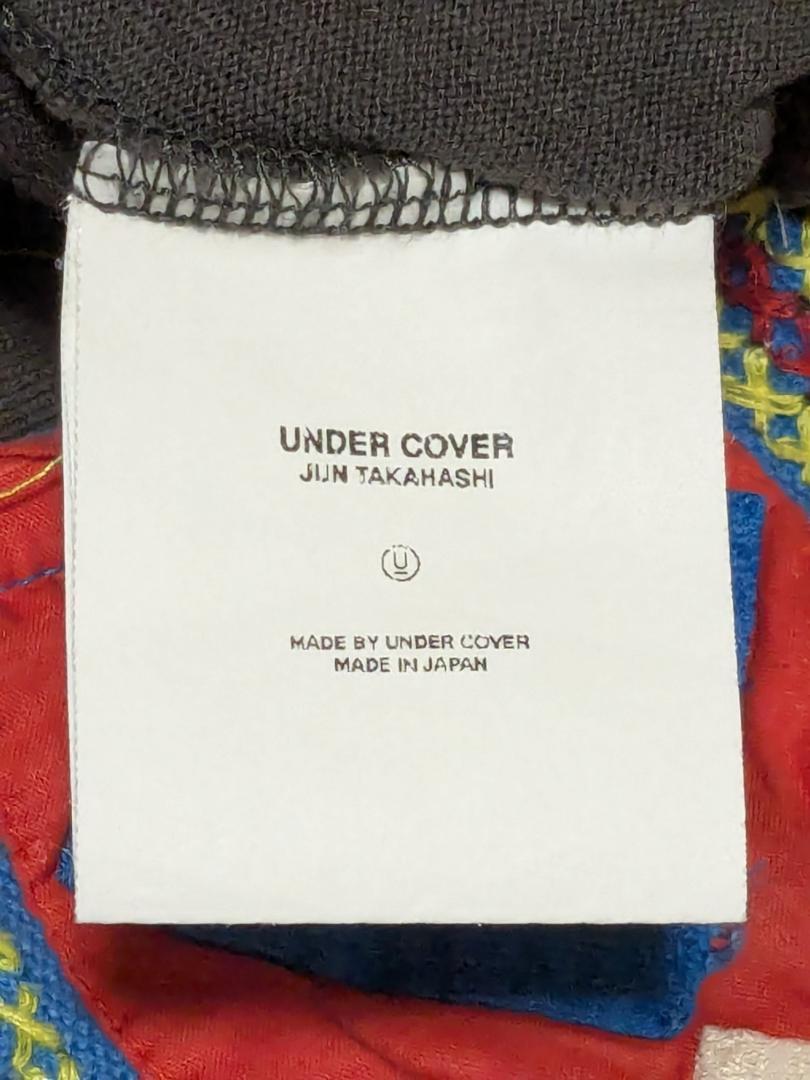 UNDER COVER
JUN TAKAHASHI
U
MADE BY UNDER COVER
MADE IN JAPAN